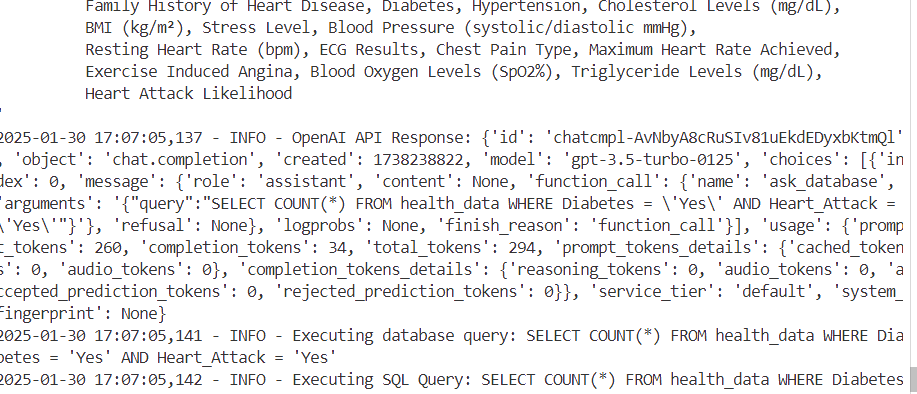 Family History of Heart Disease, Diabetes, Hypertension, Cholesterol Levels (mg/dL),
BMI (kg/m²), Stress Level, Blood Pressure (systolic/diastolic mmHg),
Resting Heart Rate (bpm), ECG Results, Chest Pain Type, Maximum Heart Rate Achieved,
Exercise Induced Angina, Blood Oxygen Levels (SpO2%), Triglyceride Levels (mg/dL),
Heart Attack Likelihood
'
2025-01-30 17:07:05,137 - INFO - OpenAI API Response: {'id': 'chatcmpl-AvNbyA8cRuSIv81uEkdEDyxbKtmQl'
, 'object': 'chat.completion', 'created': 1738238822, 'model': 'gpt-3.5-turbo-0125', 'choices': [{'in
dex': 0, 'message': {'role': 'assistant', 'content': None, 'function_call': {'name': 'ask_database',
'arguments': '{"query":"SELECT COUNT(*) FROM health_data WHERE Diabetes = \'Yes\' AND Heart_Attack =
\'Yes\'"}'}, 'refusal': None}, 'logprobs': None, 'finish_reason': 'function_call'}], 'usage': {'promp
t_tokens': 260, 'completion_tokens': 34, 'total_tokens': 294, 'prompt_tokens_details': {'cached_token
s': 0, 'audio_tokens': 0}, 'completion_tokens_details': {'reasoning_tokens': 0, 'audio_tokens': 0, 'a
ccepted_prediction_tokens': 0, 'rejected_prediction_tokens': 0}}, 'service_tier': 'default', 'system_
fingerprint': None}
2025-01-30 17:07:05,141 - INFO - Executing database query: SELECT COUNT(*) FROM health_data WHERE Dia
betes = 'Yes' AND Heart_Attack = 'Yes'
2025-01-30 17:07:05,142 - INFO - Executing SQL Query: SELECT COUNT(*) FROM health_data WHERE Diabetes